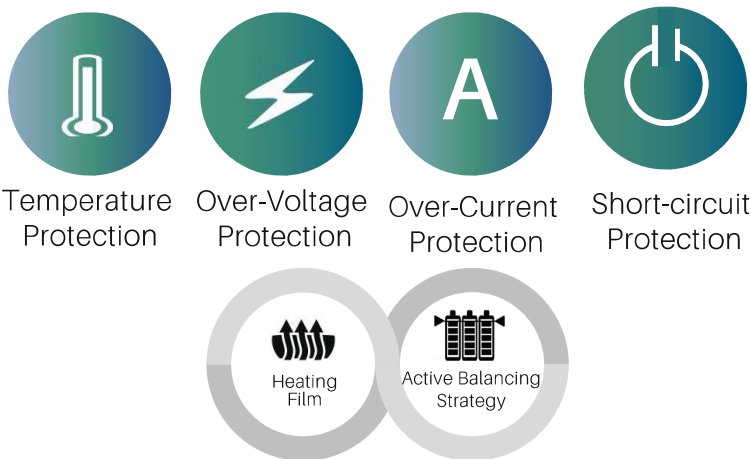 A
Temperature
Protection
Over-Voltage
Protection
Over-Current
Protection
Short-circuit
Protection
Heating
Film
Active Balancing
Strategy